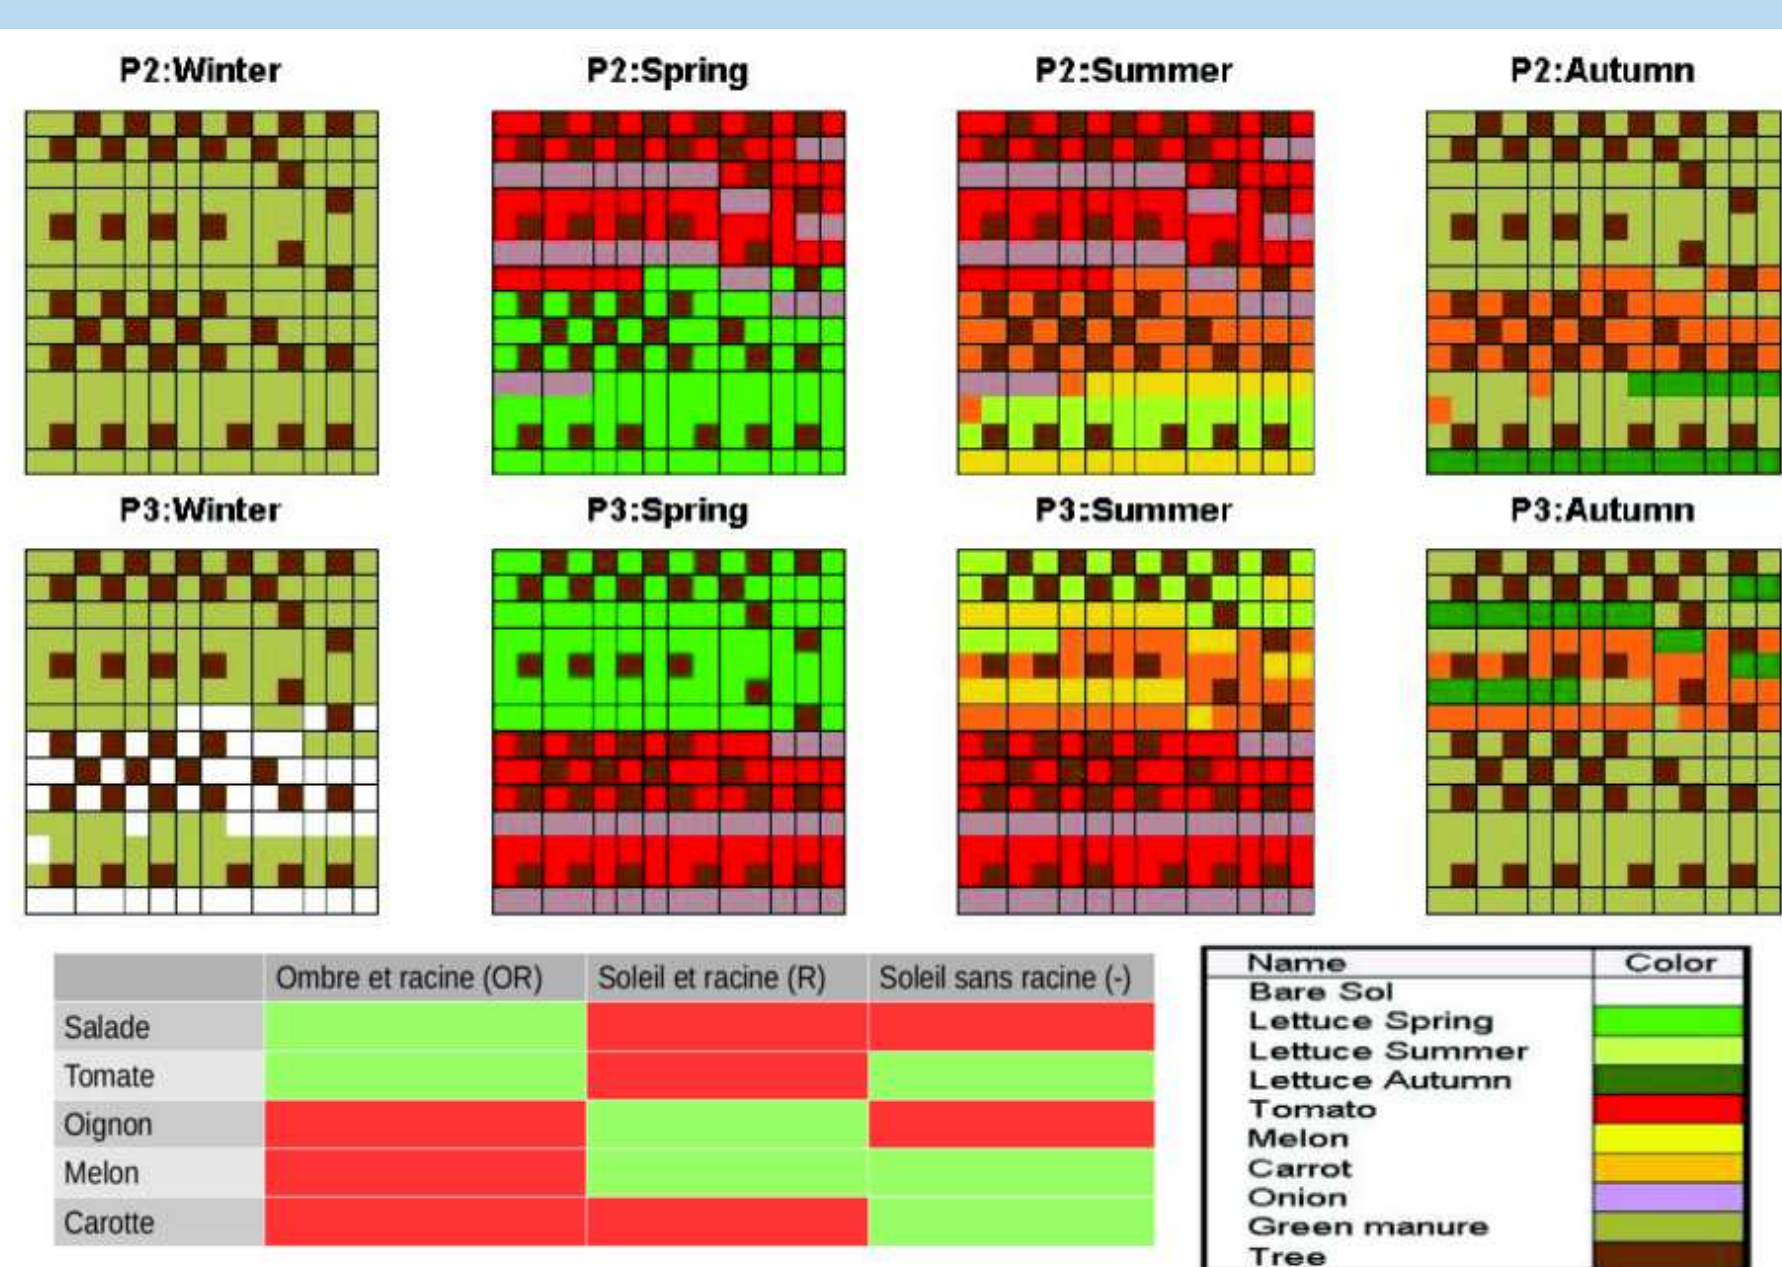 P2:Winter P2:Spring P2:Summer P2:Autumn
P3:Winter P3:Spring P3:Summer P3:Autumn
Ombre et racine (OR) Soleil et racine (R) Soleil sans racine (-)
Salade
Tomate
Oignon
Melon
Carotte
Name Color
Bare Sol
Lettuce Spring
Lettuce Summer
Lettuce Autumn
Tomato
Melon
Carrot
Onion
Green manure
Tree